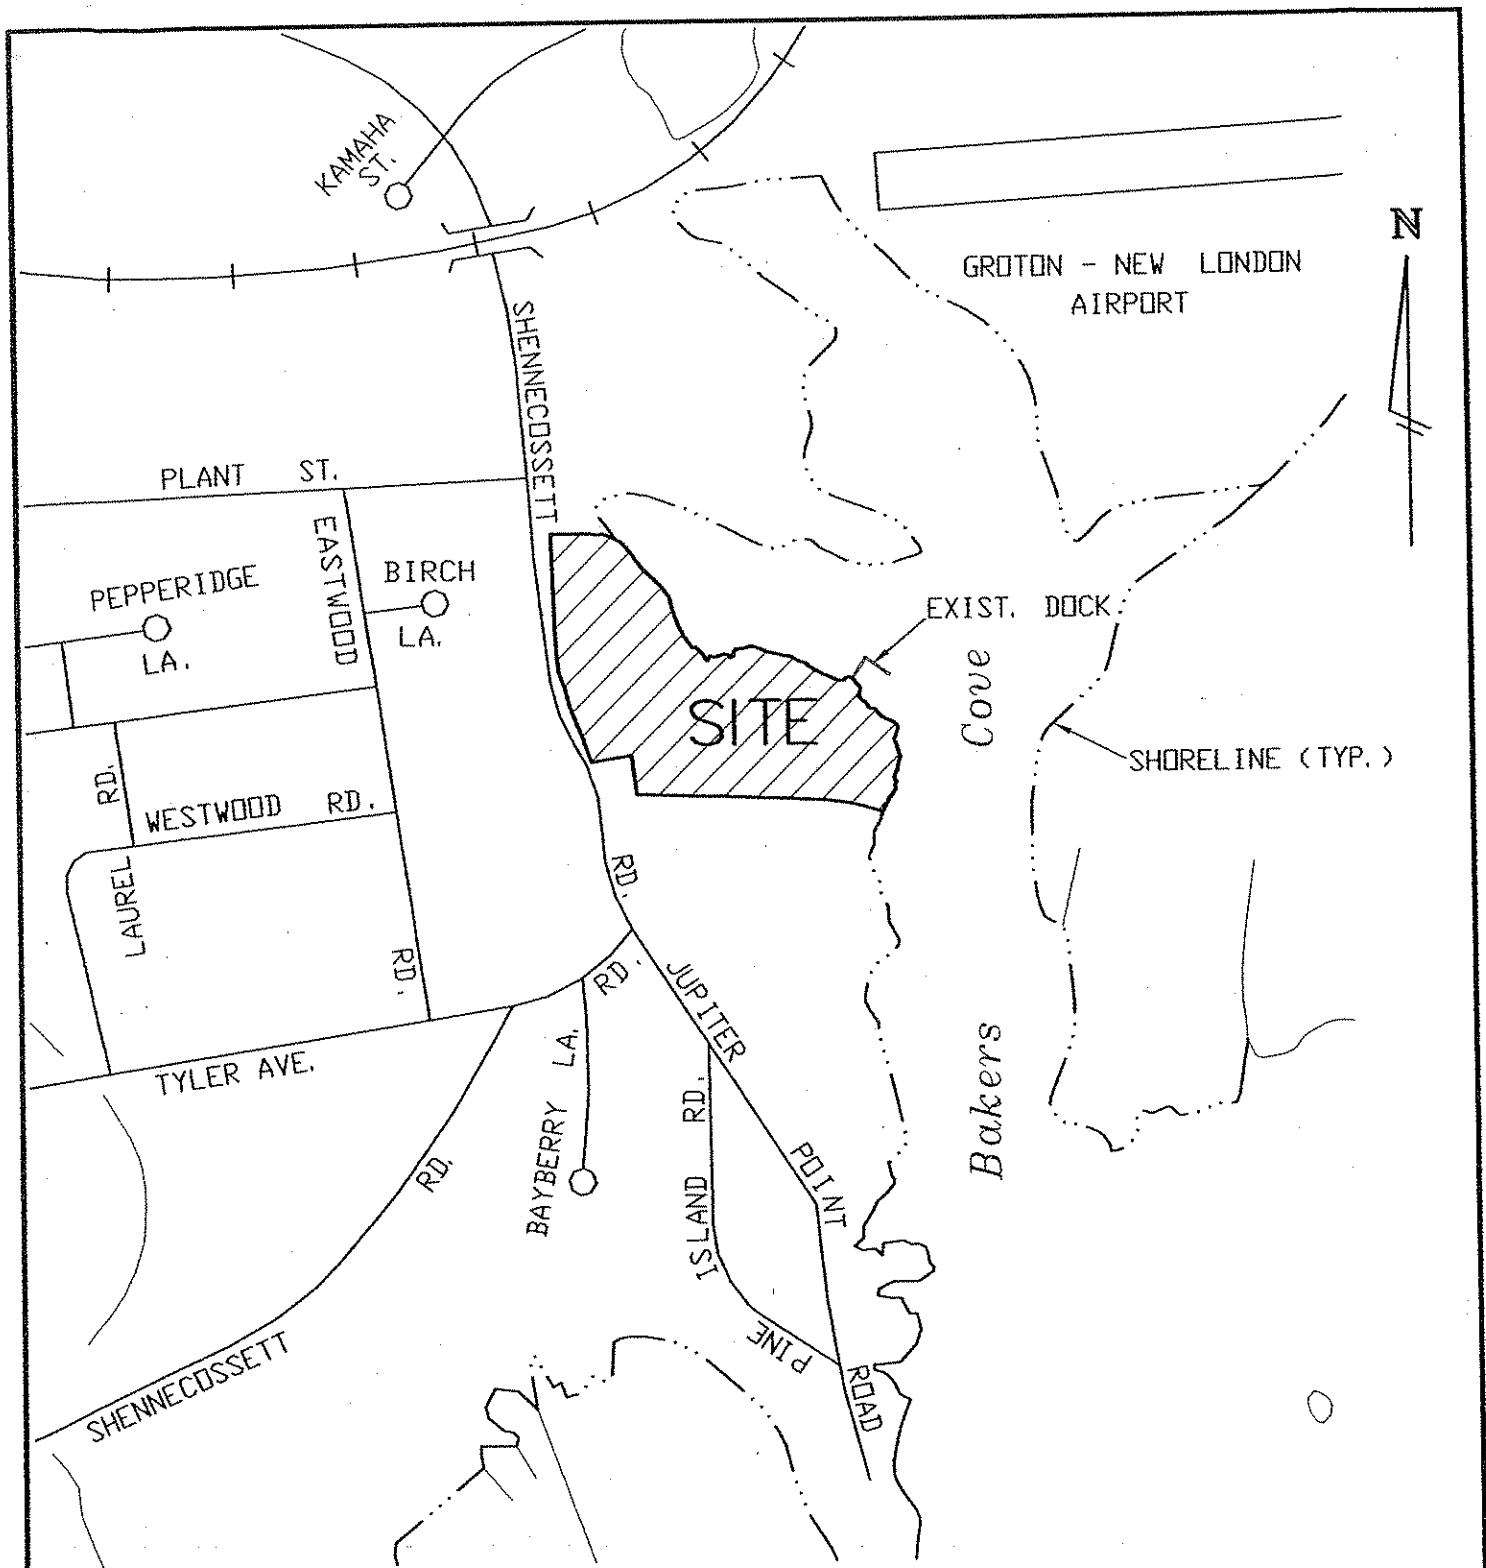 KAMAHA
ST.
N
GROTON - NEW LONDON
AIRPORT
SHENNECOSSETT
PLANT ST.
EASTWOOD
BIRCH
LA.
PEPPERIDGE
LA.
EXIST. DOCK
Cove
SITE
SHORELINE (TYP.)
RD.
WESTWOOD RD.
LAUREL
RD.
RD.
RD.
JUPITER
TYLER AVE.
BAYBERRY LA.
ISLAND RD.
Bakers
POINT
RD.
PINE
ROAD
SHENNECOSSETT